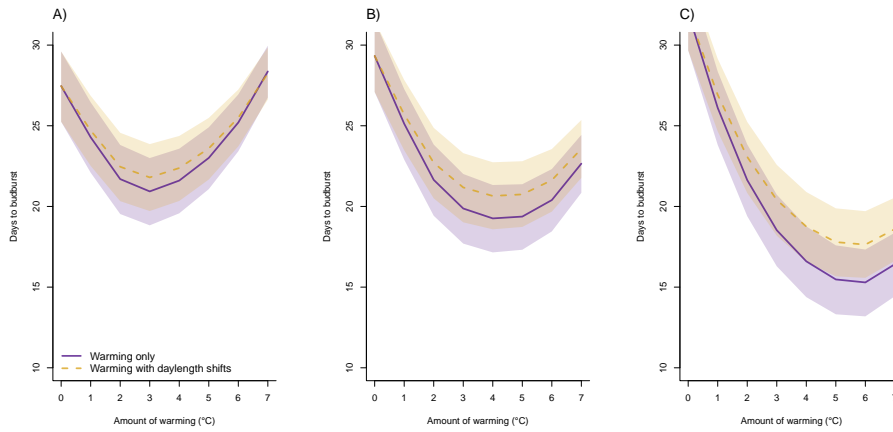 A)
Days to budburst
30
25
20
15
10
Warming only
Warming with daylength shifts
0 1 2 3 4 5 6 7
Amount of warming (°C)
B)
Days to budburst
30
25
20
15
10
0 1 2 3 4 5 6 7
Amount of warming (°C)
C)
Days to budburst
30
25
20
15
10
0 1 2 3 4 5 6
Amount of warming (°C)